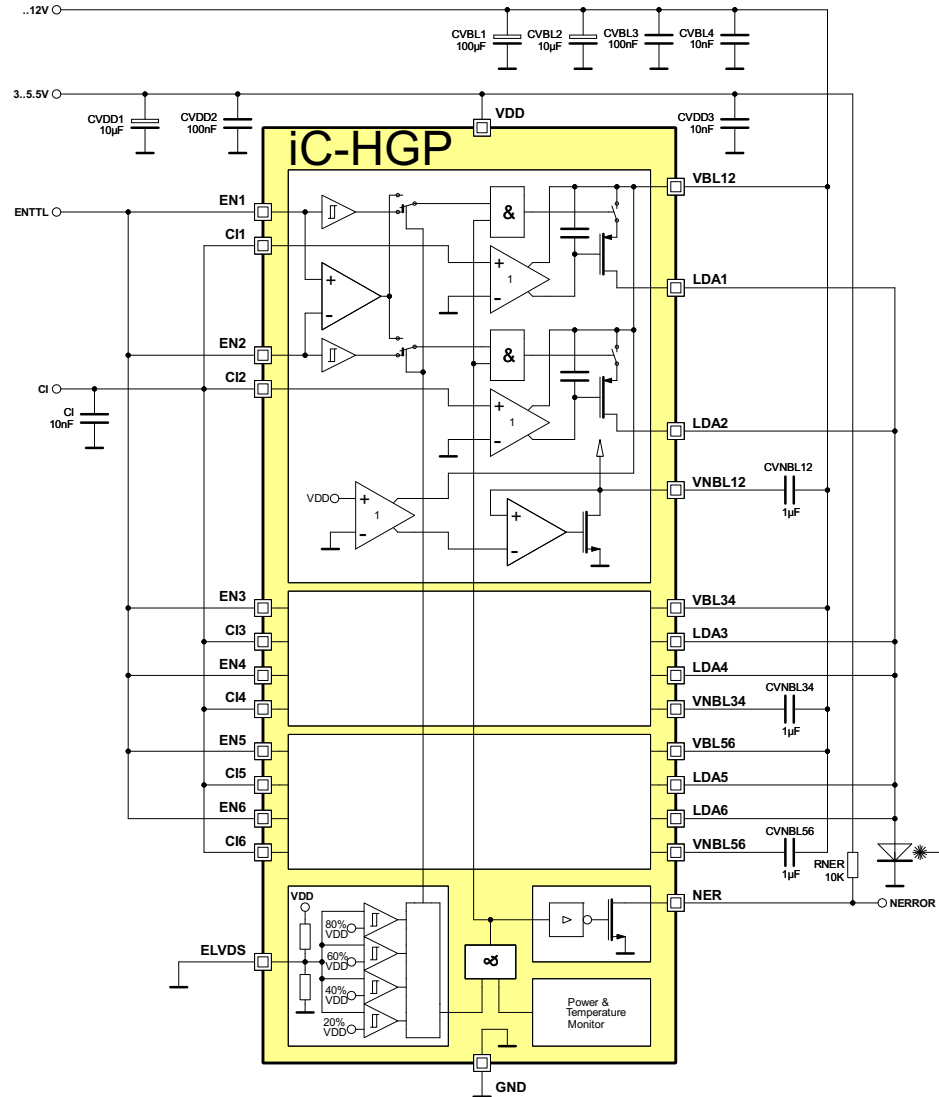 ..12V
CVBL1
100µF
CVBL2
10µF
CVBL3
100nF
CVBL4
10nF
3..5.5V
CVDD1
10µF
CVDD2
100nF
VDD
CVDD3
10nF
iC-HGP
EN1
ENTTL
CI1
&
VBL12
+
-
+
-
1
LDA1
EN2
CI2
CI
CI
10nF
&
+
-
1
LDA2
VNBL12
CVNBL12
1µF
VDD
+
-
1
+
-
EN3
CI3
EN4
CI4
VBL34
LDA3
LDA4
VNBL34
CVNBL34
1µF
EN5
CI5
EN6
CI6
VBL56
LDA5
LDA6
VNBL56
CVNBL56
1µF
RNER
10K
NER
NERROR
VDD
ELVDS
80%
VDD
60%
VDD
40%
VDD
20%
VDD
&
Power &
Temperature
Monitor
GND